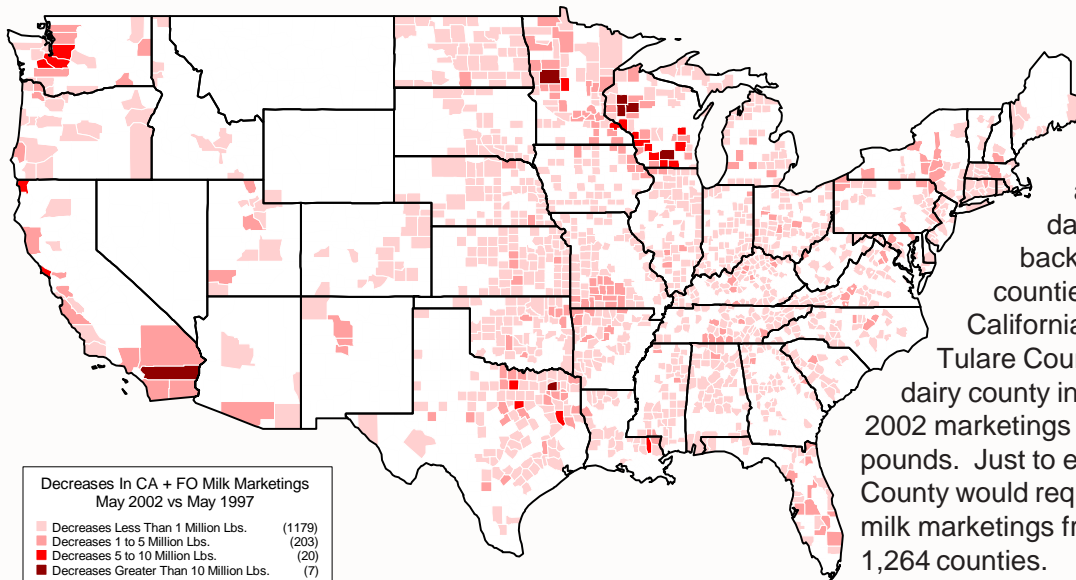 back
counties
California
Tulare Coun
dairy county in
2002 marketings
pounds. Just to e
County would req
milk marketings fr
1,264 counties.
Decreases In CA + FO Milk Marketings
May 2002 vs May 1997
Decreases Less Than 1 Million Lbs. (1179)
Decreases 1 to 5 Million Lbs. (203)
Decreases 5 to 10 Million Lbs. (20)
Decreases Greater Than 10 Million Lbs. (7)